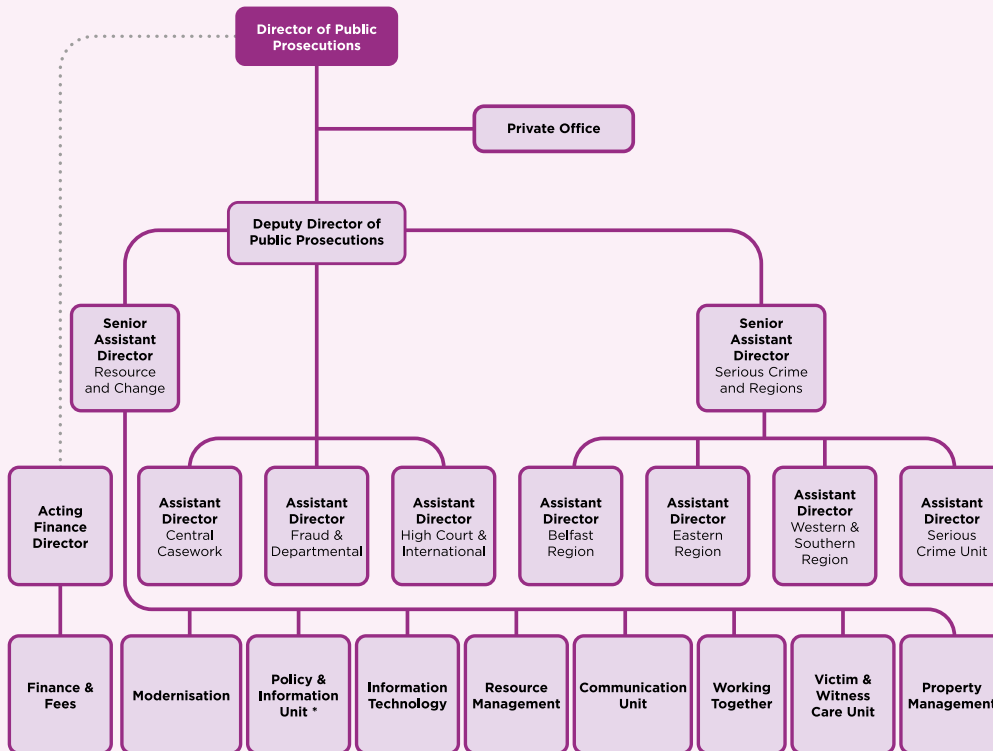 Director of Public
Prosecutions
Private Office
Deputy Director of
Public Prosecutions
Senior
Assistant
Director
Resource
and Change
Senior
Assistant
Director
Serious Crime
and Regions
Acting
Finance
Director
Assistant
Director
Central
Casework
Assistant
Director
Fraud &
Departmental
Assistant
Director
High Court &
International
Assistant
Director
Belfast
Region
Assistant
Director
Eastern
Region
Assistant
Director
Western &
Southern
Region
Assistant
Director
Serious
Crime Unit
Finance &
Fees
Modernisation
Policy &
Information
Unit *
Information
Technology
Resource
Management
Communication
Unit
Working
Together
Victim &
Witness
Care Unit
Property
Management